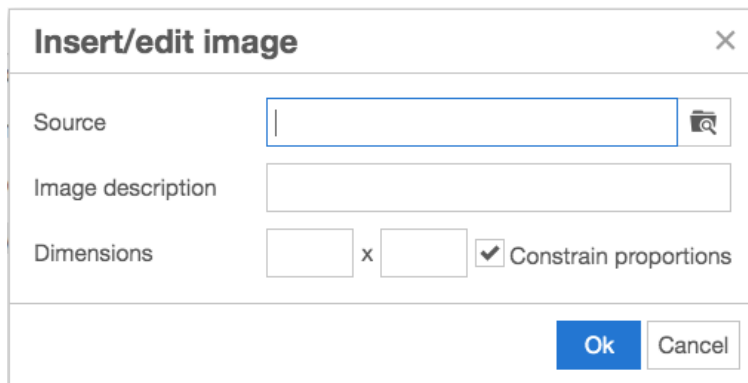 Insert/edit image
Source
Image description
Dimensions x Constrain proportions
Ok Cancel